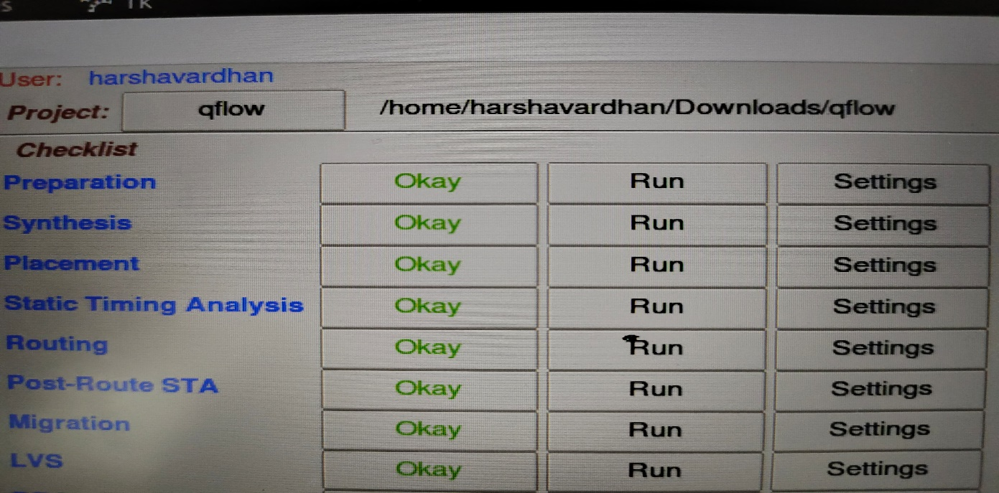 User: harshavardhan
Project: qflow /home/harshavardhan/Downloads/qflow
Checklist
Preparation Okay Run Settings
Synthesis Okay Run Settings
Placement Okay Run Settings
Static Timing Analysis Okay Run Settings
Routing Okay Run Settings
Post-Route STA Okay Run Settings
Migration Okay Run Settings
LVS Okay Run Settings